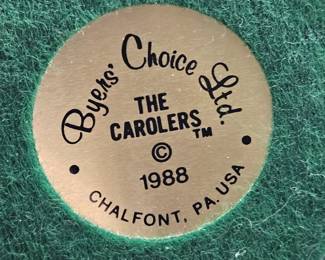 Byers' Choice Ltd.
THE
CAROLERS™
©
1988
• CHALFONT, PA. USA •